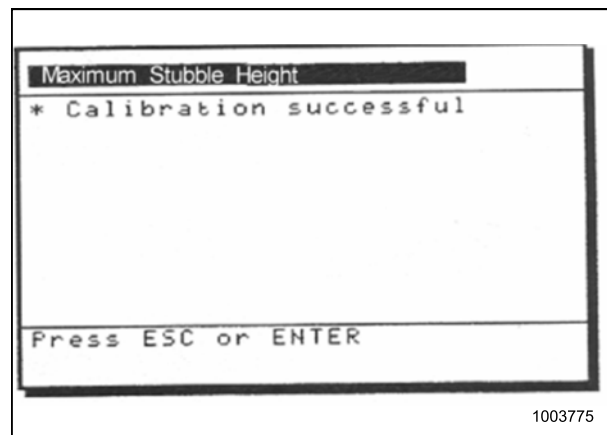 Maximum Stubble Height
* Calibration successful
Press ESC or ENTER
1003775